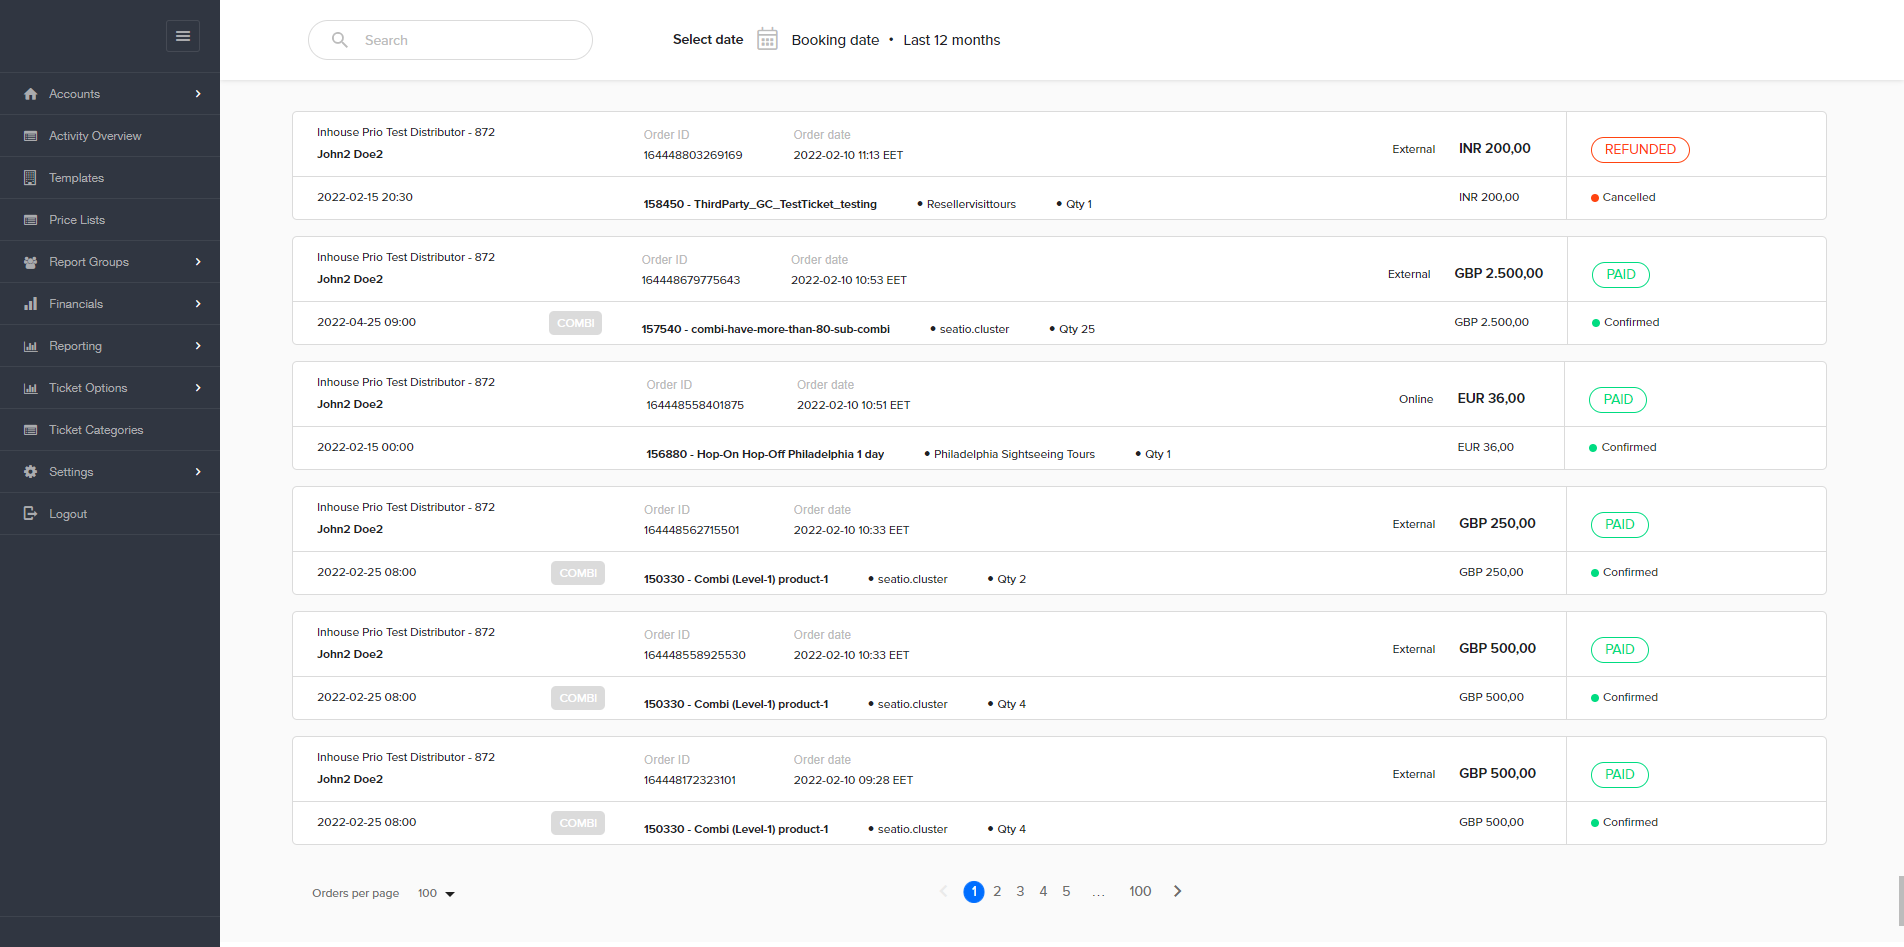 Search
Select date Booking date • Last 12 months
Accounts
Activity Overview
Templates
Price Lists
Report Groups
Financials
Reporting
Ticket Options
Ticket Categories
Settings
Logout
Inhouse Prio Test Distributor - 872 Order ID Order date
John2 Doe2 164448803269169 2022-02-10 11:13 EET External INR 200,00 REFUNDED
2022-02-15 20:30 158450 - ThirdParty_GC_TestTicket_testing • Resellervisittours • Qty 1 INR 200,00 Cancelled
Inhouse Prio Test Distributor - 872 Order ID Order date
John2 Doe2 164448679775643 2022-02-10 10:53 EET External GBP 2.500,00 PAID
2022-04-25 09:00 COMBI 157540 - combi-have-more-than-80-sub-combi • seatio.cluster • Qty 25 GBP 2.500,00 Confirmed
Inhouse Prio Test Distributor - 872 Order ID Order date
John2 Doe2 164448558401875 2022-02-10 10:51 EET Online EUR 36,00 PAID
2022-02-15 00:00 156880 - Hop-On Hop-Off Philadelphia 1 day • Philadelphia Sightseeing Tours • Qty 1 EUR 36,00 Confirmed
Inhouse Prio Test Distributor - 872 Order ID Order date
John2 Doe2 164448562715501 2022-02-10 10:33 EET External GBP 250,00 PAID
2022-02-25 08:00 COMBI 150330 - Combi (Level-1) product-1 • seatio.cluster • Qty 2 GBP 250,00 Confirmed
Inhouse Prio Test Distributor - 872 Order ID Order date
John2 Doe2 164448558925530 2022-02-10 10:33 EET External GBP 500,00 PAID
2022-02-25 08:00 COMBI 150330 - Combi (Level-1) product-1 • seatio.cluster • Qty 4 GBP 500,00 Confirmed
Inhouse Prio Test Distributor - 872 Order ID Order date
John2 Doe2 164448172323101 2022-02-10 09:28 EET External GBP 500,00 PAID
2022-02-25 08:00 COMBI 150330 - Combi (Level-1) product-1 • seatio.cluster • Qty 4 GBP 500,00 Confirmed
Orders per page 100 1 2 3 4 5 ... 100